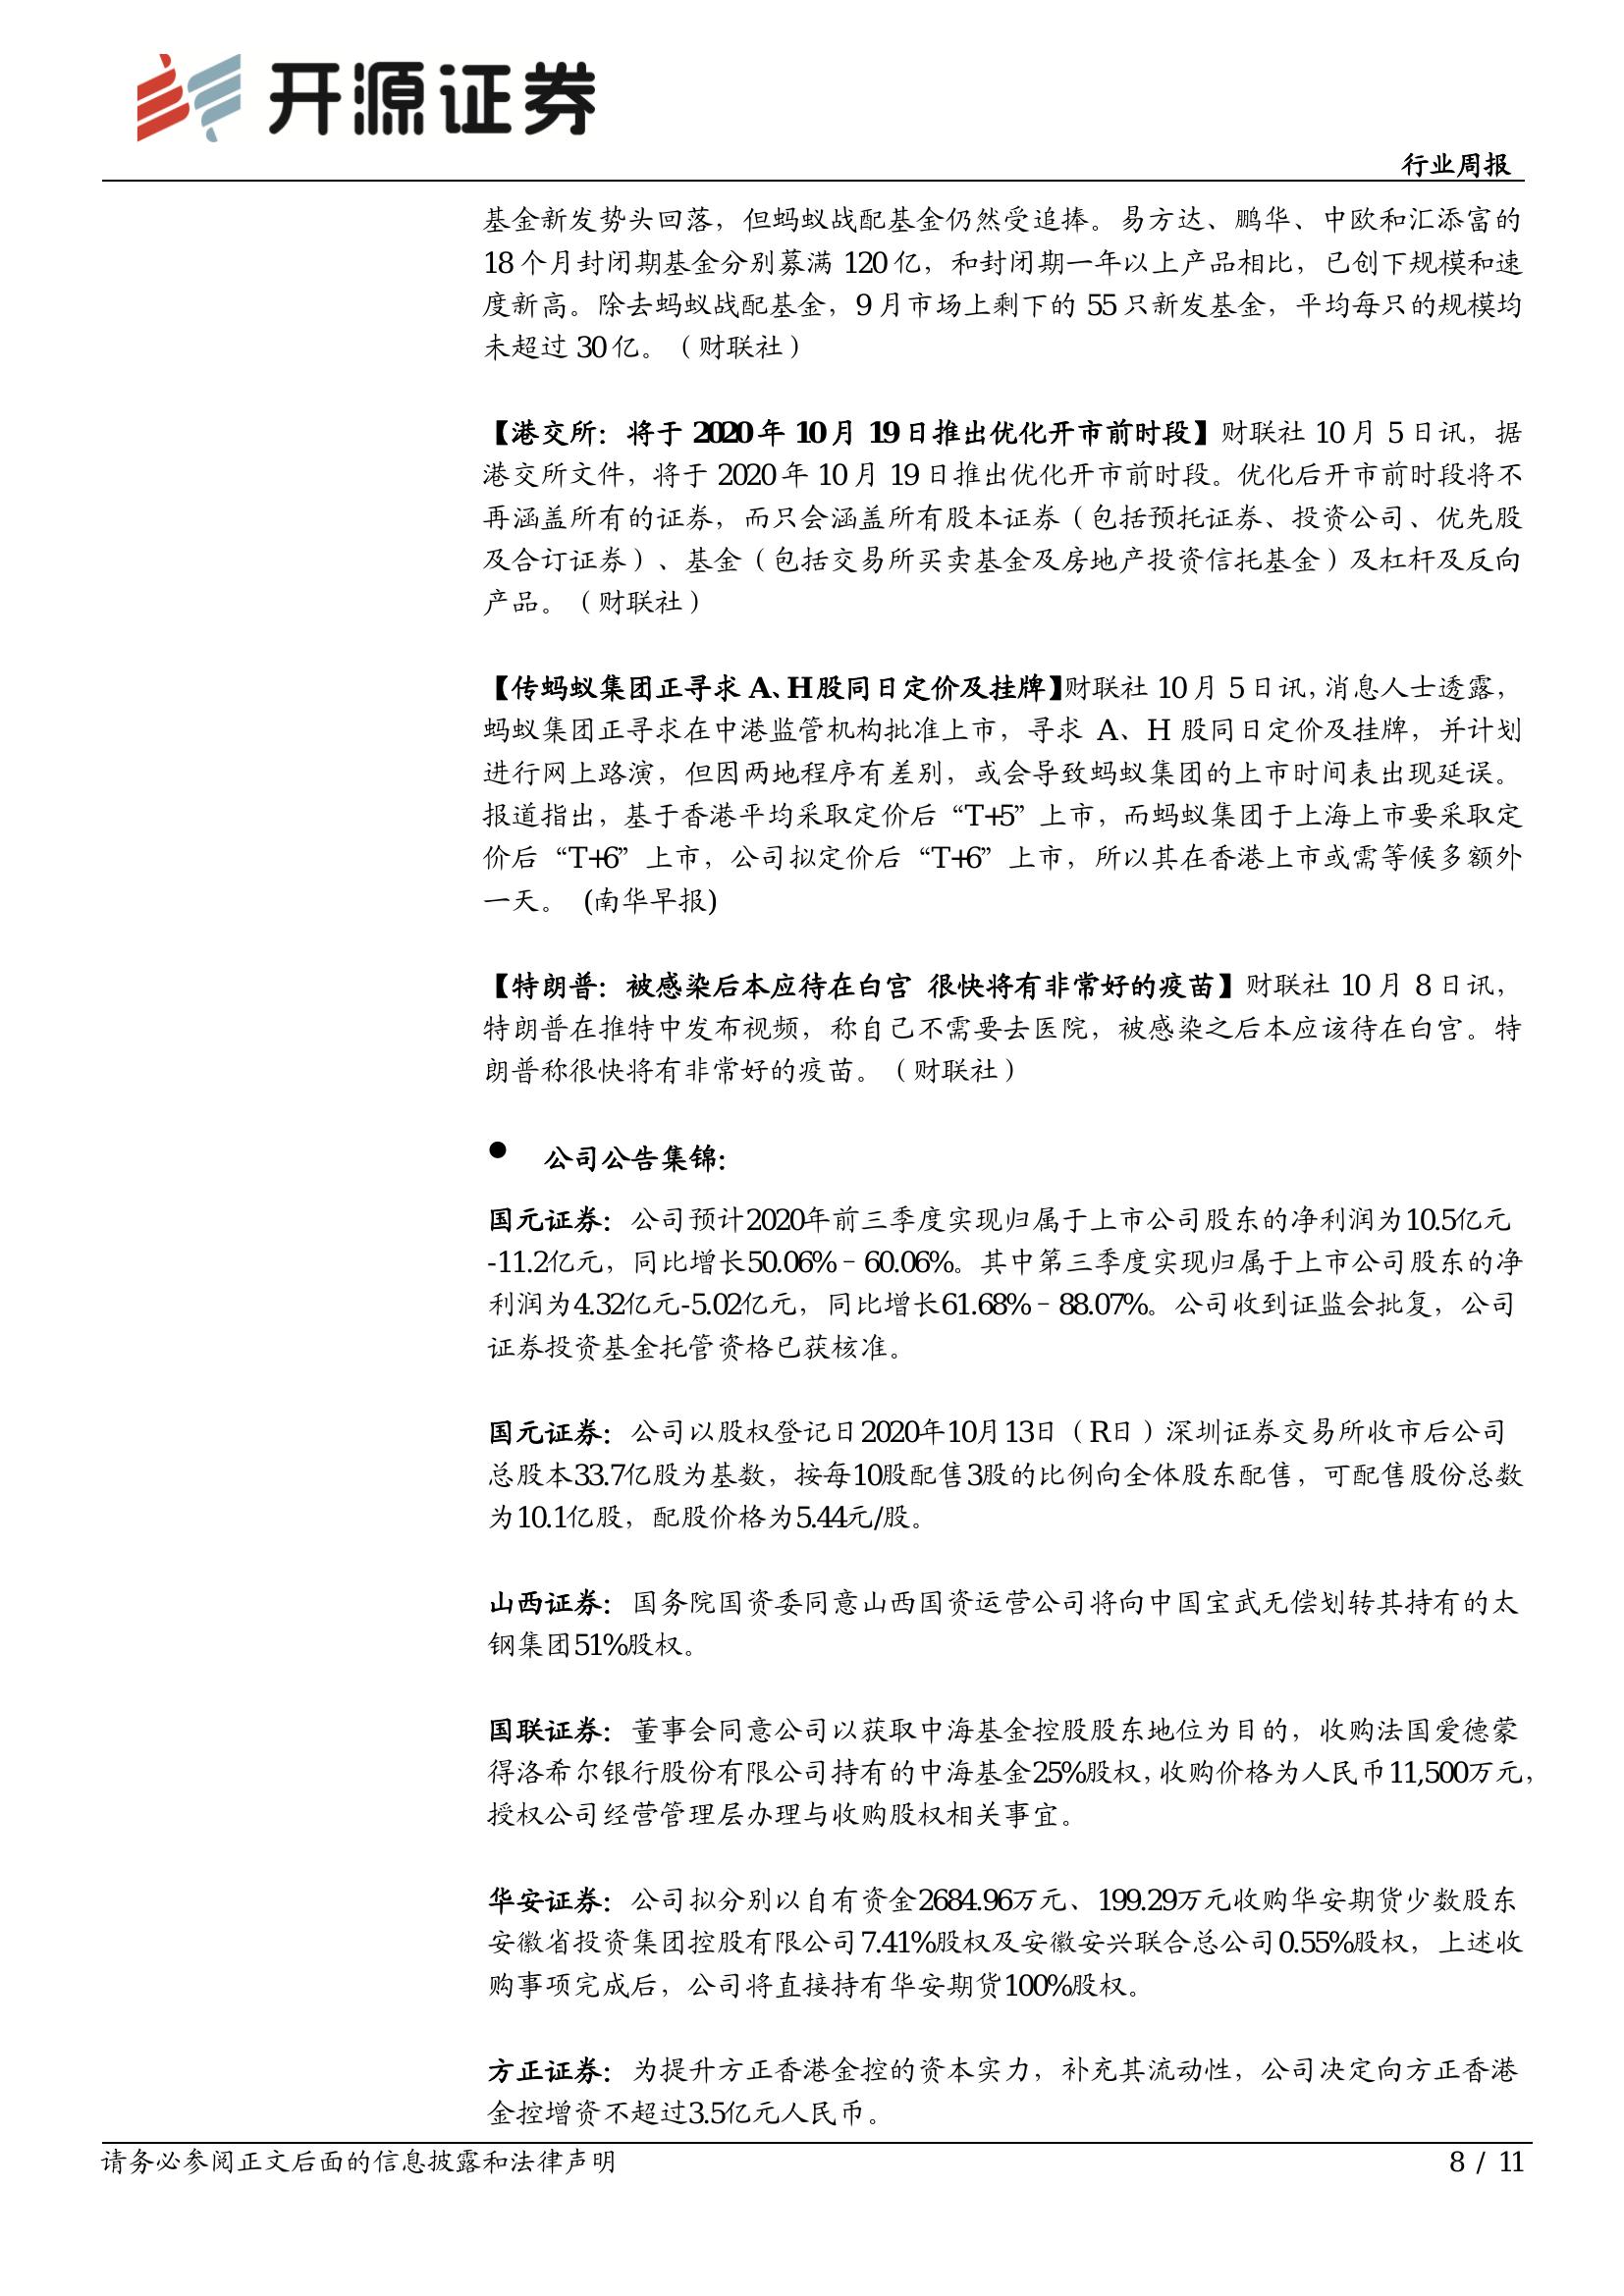 开源证券
行业周报
基金新发势头回落，但蚂蚁战配基金仍然受追捧。易方达、鹏华、中欧和汇添富的
18 个月封闭期基金分别募满 120 亿，和封闭期一年以上产品相比，已创下规模和速
度新高。除去蚂蚁战配基金，9 月市场上剩下的 55 只新发基金，平均每只的规模均
未超过 30 亿。（财联社）
【港交所：将于 2020 年 10 月 19 日推出优化开市前时段】财联社 10 月 5 日讯，据
港交所文件，将于 2020 年 10 月 19 日推出优化开市前时段。优化后开市前时段将不
再涵盖所有的证券，而只会涵盖所有股本证券（包括预托证券、投资公司、优先股
及合订证券）、基金（包括交易所买卖基金及房地产投资信托基金）及杠杆及反向
产品。（财联社）
【传蚂蚁集团正寻求 A、H 股同日定价及挂牌】财联社 10 月 5 日讯，消息人士透露，
蚂蚁集团正寻求在中港监管机构批准上市，寻求 A、H 股同日定价及挂牌，并计划
进行网上路演，但因两地程序有差别，或会导致蚂蚁集团的上市时间表出现延误。
报道指出，基于香港平均采取定价后“T+5”上市，而蚂蚁集团于上海上市要采取定
价后“T+6”上市，公司拟定价后“T+6”上市，所以其在香港上市或需等候多额外
一天。 (南华早报)
【特朗普：被感染后本应待在白宫 很快将有非常好的疫苗】财联社 10 月 8 日讯，
特朗普在推特中发布视频，称自己不需要去医院，被感染之后本应该待在白宫。特
朗普称很快将有非常好的疫苗。（财联社）
● 公司公告集锦：
国元证券：公司预计2020年前三季度实现归属于上市公司股东的净利润为10.5亿元
-11.2亿元，同比增长50.06%－60.06%。其中第三季度实现归属于上市公司股东的净
利润为4.32亿元-5.02亿元，同比增长61.68%－88.07%。公司收到证监会批复，公司
证券投资基金托管资格已获核准。
国元证券：公司以股权登记日2020年10月13日（R日）深圳证券交易所收市后公司
总股本33.7亿股为基数，按每10股配售3股的比例向全体股东配售，可配售股份总数
为10.1亿股，配股价格为5.44元/股。
山西证券：国务院国资委同意山西国资运营公司将向中国宝武无偿划转其持有的太
钢集团51%股权。
国联证券：董事会同意公司以获取中海基金控股股东地位为目的，收购法国爱德蒙
得洛希尔银行股份有限公司持有的中海基金25%股权，收购价格为人民币11,500万元，
授权公司经营管理层办理与收购股权相关事宜。
华安证券：公司拟分别以自有资金2684.96万元、199.29万元收购华安期货少数股东
安徽省投资集团控股有限公司7.41%股权及安徽安兴联合总公司0.55%股权，上述收
购事项完成后，公司将直接持有华安期货100%股权。
方正证券：为提升方正香港金控的资本实力，补充其流动性，公司决定向方正香港
金控增资不超过3.5亿元人民币。
请务必参阅正文后面的信息披露和法律声明
8 / 11